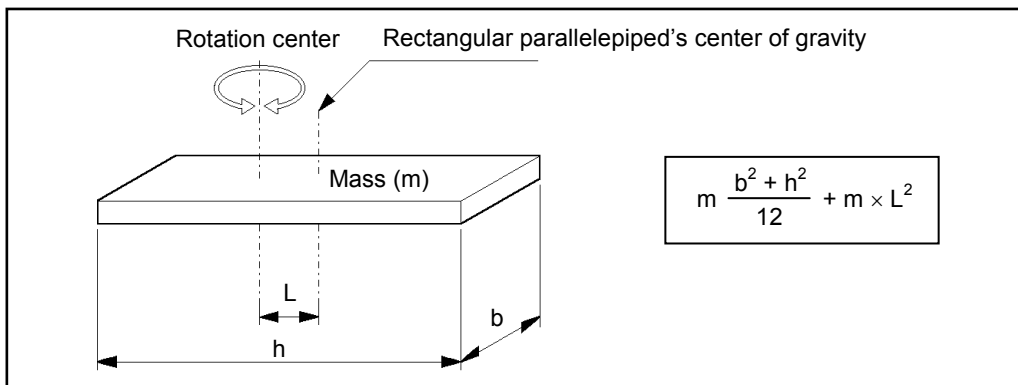 Rotation center
Rectangular parallelepiped's center of gravity
Mass (m)
m (b² + h²)/12 + m × L²
L
b
h